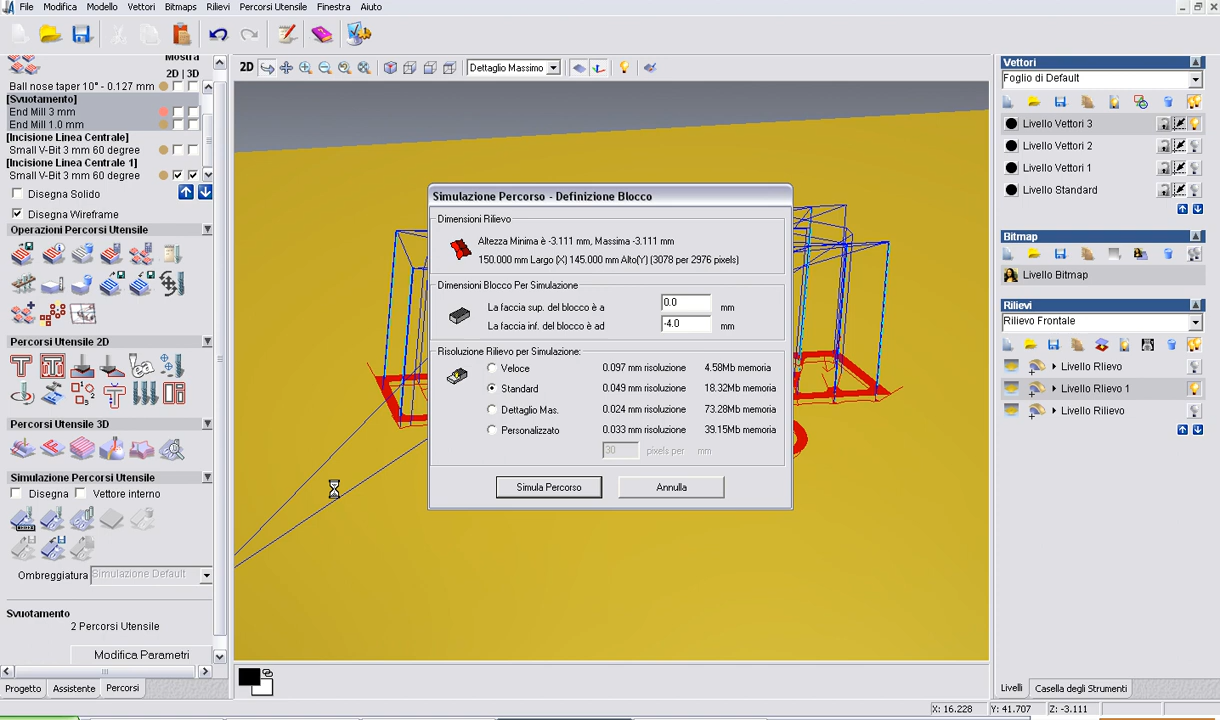 File Modifica Modello Vettori Bitmaps Rilievi Percorsi Utensile Finestra Aiuto
Mostra
2D | 3D
Ball nose taper 10° - 0.127 mm
[Svuotamento]
End Mill 3 mm
End Mill 1.0 mm
[Incisione Linea Centrale]
Small V-Bit 3 mm 60 degree
[Incisione Linea Centrale 1]
Small V-Bit 3 mm 60 degree
Disegna Solido
Disegna Wireframe
Operazioni Percorsi Utensile
Percorsi Utensile 2D
Percorsi Utensile 3D
Simulazione Percorsi Utensile
Disegna Vettore interno
Ombreggiatura Simulazione Default
Svuotamento
2 Percorsi Utensile
Modifica Parametri
Progetto Assistente Percorsi
2D Dettaglio Massimo
Simulazione Percorso - Definizione Blocco
Dimensioni Rilievo
Altezza Minima è -3.111 mm, Massima -3.111 mm
150.000 mm Largo (X) 145.000 mm Alto(Y) (3078 per 2976 pixels)
Dimensioni Blocco Per Simulazione
La faccia sup. del blocco è a 0.0 mm
La faccia inf. del blocco è ad -4.0 mm
Risoluzione Rilievo per Simulazione:
Veloce 0.097 mm risoluzione 4.58Mb memoria
Standard 0.049 mm risoluzione 18.32Mb memoria
Dettaglio Mas. 0.024 mm risoluzione 73.28Mb memoria
Personalizzato 0.033 mm risoluzione 39.15Mb memoria
30 pixels per mm
Simula Percorso Annulla
Vettori
Foglio di Default
Livello Vettori 3
Livello Vettori 2
Livello Vettori 1
Livello Standard
Bitmap
Livello Bitmap
Rilievi
Rilievo Frontale
Livello Rlievo
Livello Rlievo 1
Livello Rilievo
Livelli Casella degli Strumenti
X: 16.228 Y: 41.707 Z: -3.111